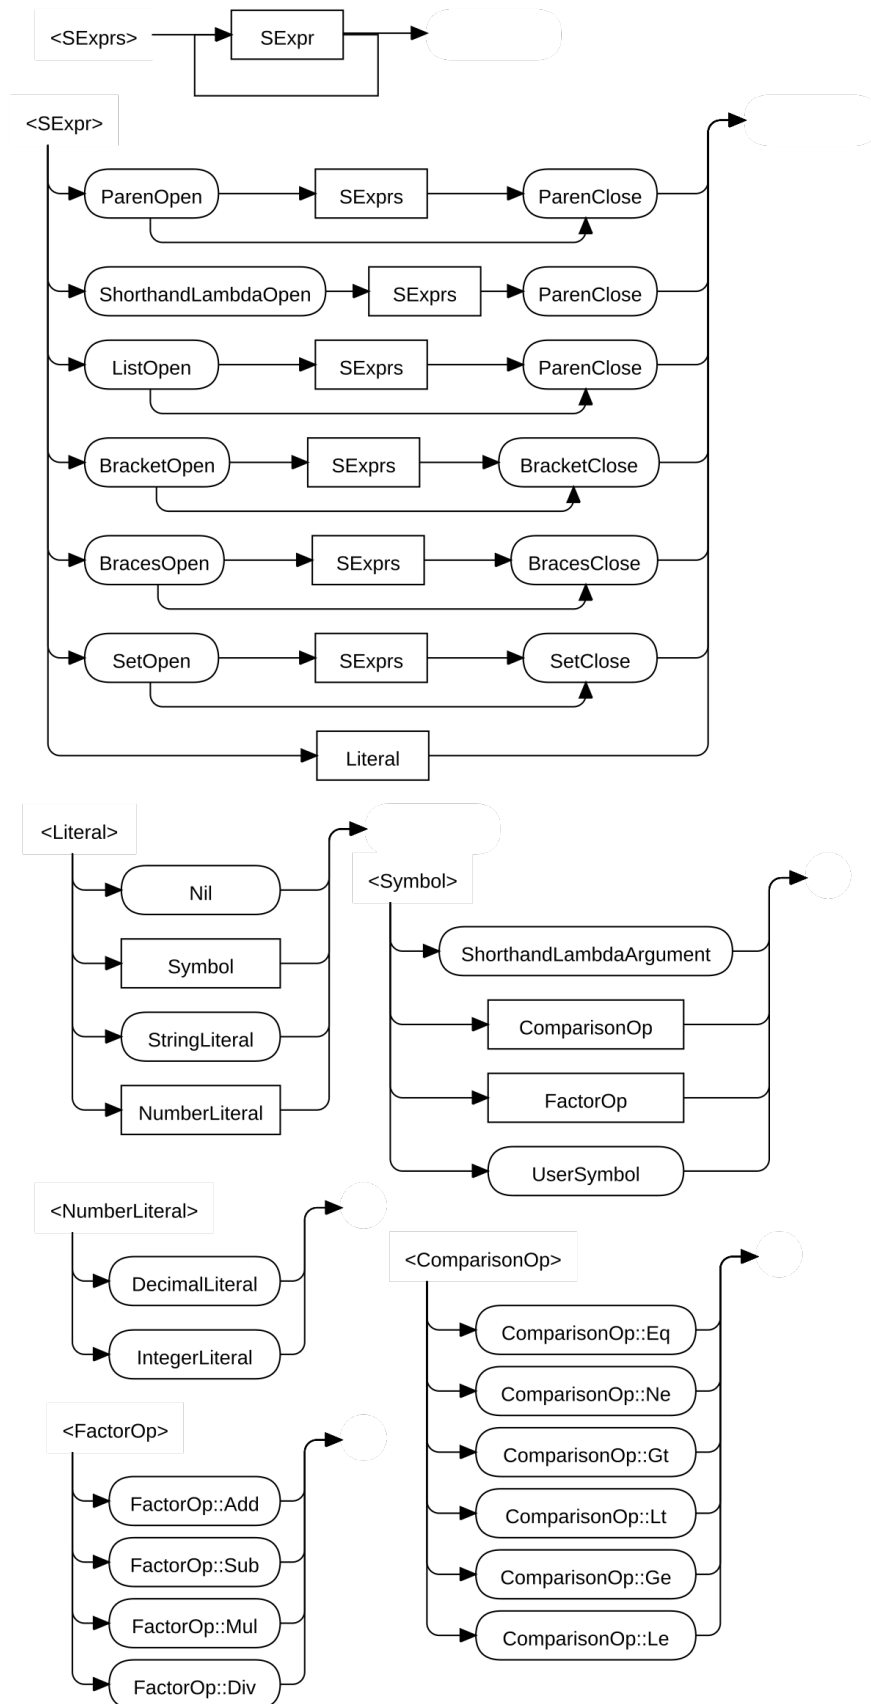 <SExprs> SExpr
<SExpr>
ParenOpen SExprs ParenClose
ShorthandLambdaOpen SExprs ParenClose
ListOpen SExprs ParenClose
BracketOpen SExprs BracketClose
BracesOpen SExprs BracesClose
SetOpen SExprs SetClose
Literal
<Literal>
Nil
Symbol
StringLiteral
NumberLiteral
<Symbol>
ShorthandLambdaArgument
ComparisonOp
FactorOp
UserSymbol
<NumberLiteral>
DecimalLiteral
IntegerLiteral
<ComparisonOp>
ComparisonOp::Eq
ComparisonOp::Ne
ComparisonOp::Gt
ComparisonOp::Lt
ComparisonOp::Ge
ComparisonOp::Le
<FactorOp>
FactorOp::Add
FactorOp::Sub
FactorOp::Mul
FactorOp::Div